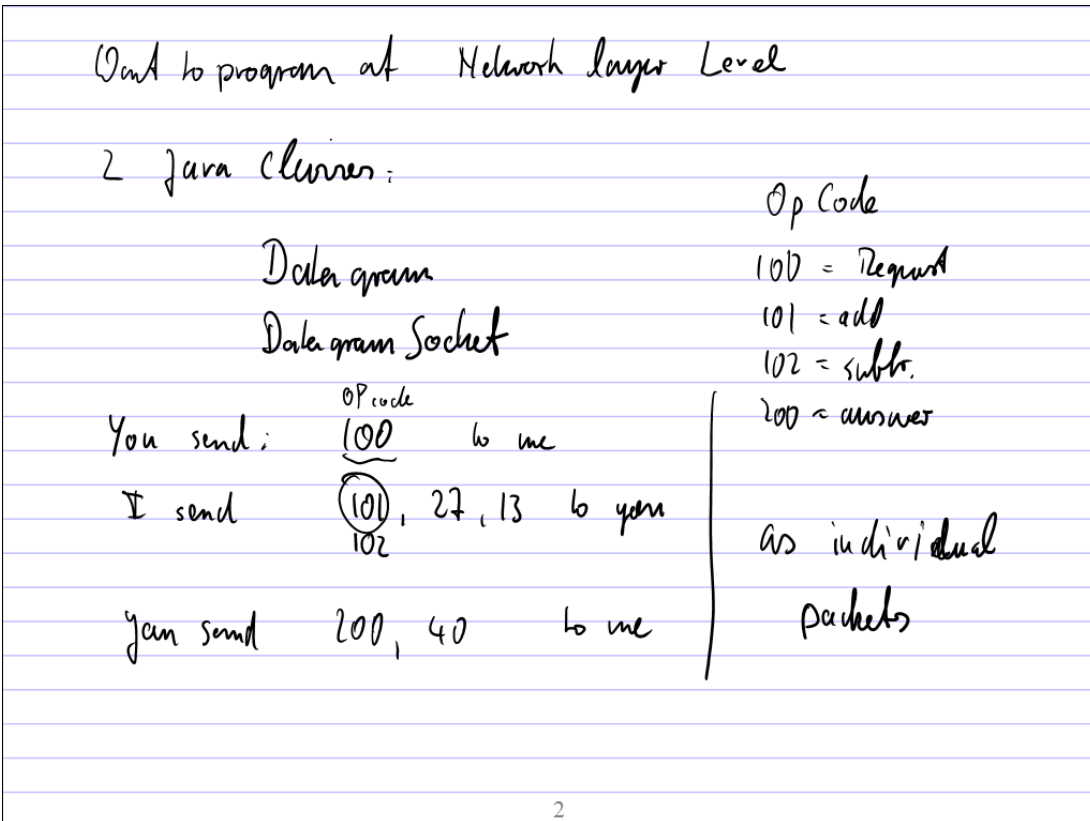 Want to program at Network layer Level
2 Java Classes:
Datagram
Datagram Socket
Op Code
100 = Request
101 = add
102 = subtr.
200 = answer
OP code
You send: 100 to me
I send 101, 27, 13 to you
102
You send 200, 40 to me
as individual
packets
2